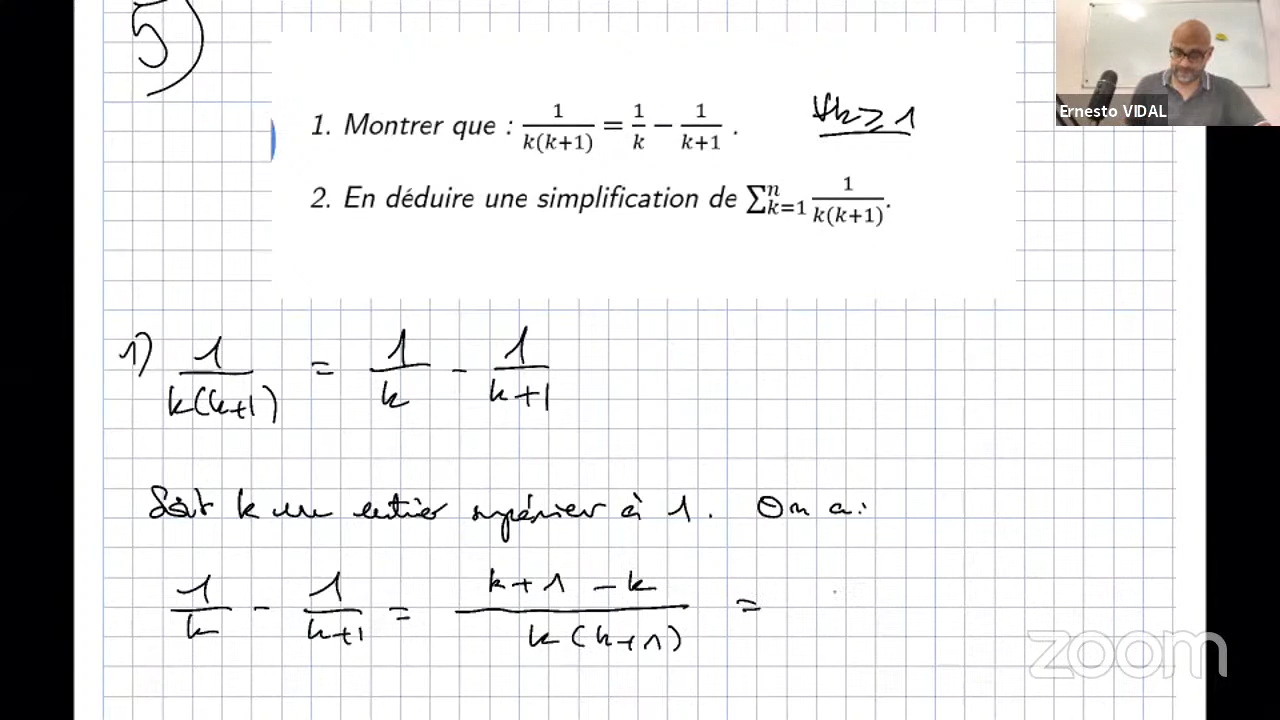 5)
1. Montrer que : 1/(k(k+1)) = 1/k − 1/(k+1) .
∀k ≥ 1
Ernesto VIDAL
2. En déduire une simplification de ∑_{k=1}^{n} 1/(k(k+1)).
1) 1/(k(k+1)) = 1/k - 1/(k+1)
Soit k un entier supérier à 1. On a:
1/k - 1/(k+1) = (k+1 - k)/(k(k+1)) =
zoom